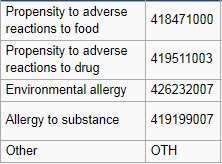 Propensity to adverse
reactions to food 418471000
Propensity to adverse
reactions to drug 419511003
Environmental allergy 426232007
Allergy to substance 419199007
Other OTH